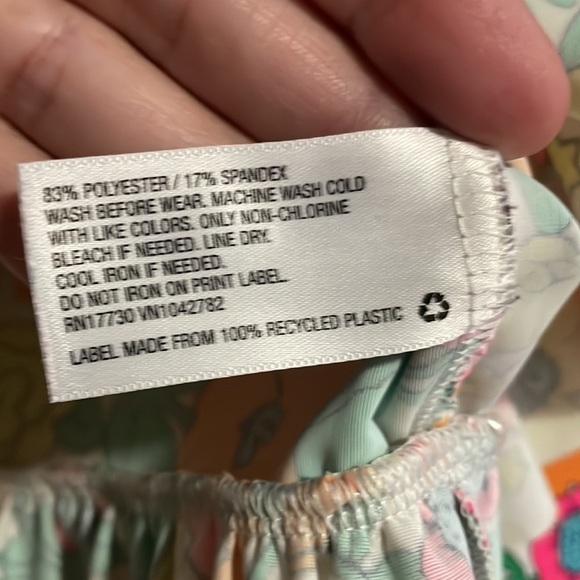 83% POLYESTER / 17% SPANDEX
WASH BEFORE WEAR. MACHINE WASH COLD
WITH LIKE COLORS. ONLY NON-CHLORINE
BLEACH IF NEEDED. LINE DRY.
COOL IRON IF NEEDED.
DO NOT IRON ON PRINT LABEL.
RN17730 VN1042782
LABEL MADE FROM 100% RECYCLED PLASTIC